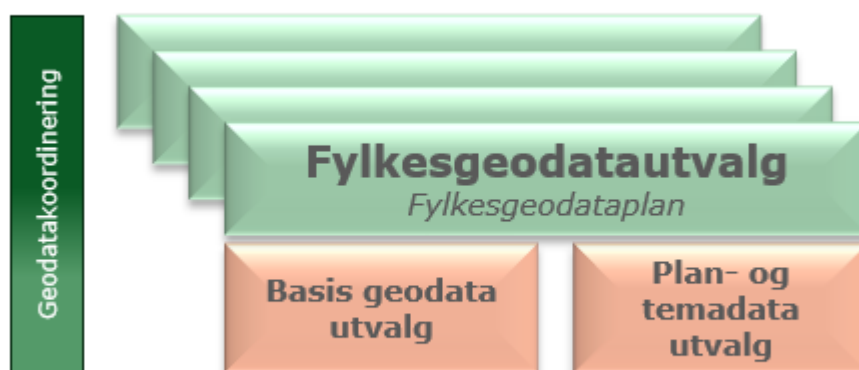 Geodatakoordinering
Fylkesgeodatautvalg
Fylkesgeodataplan
Basis geodata
utvalg
Plan- og
temadata
utvalg